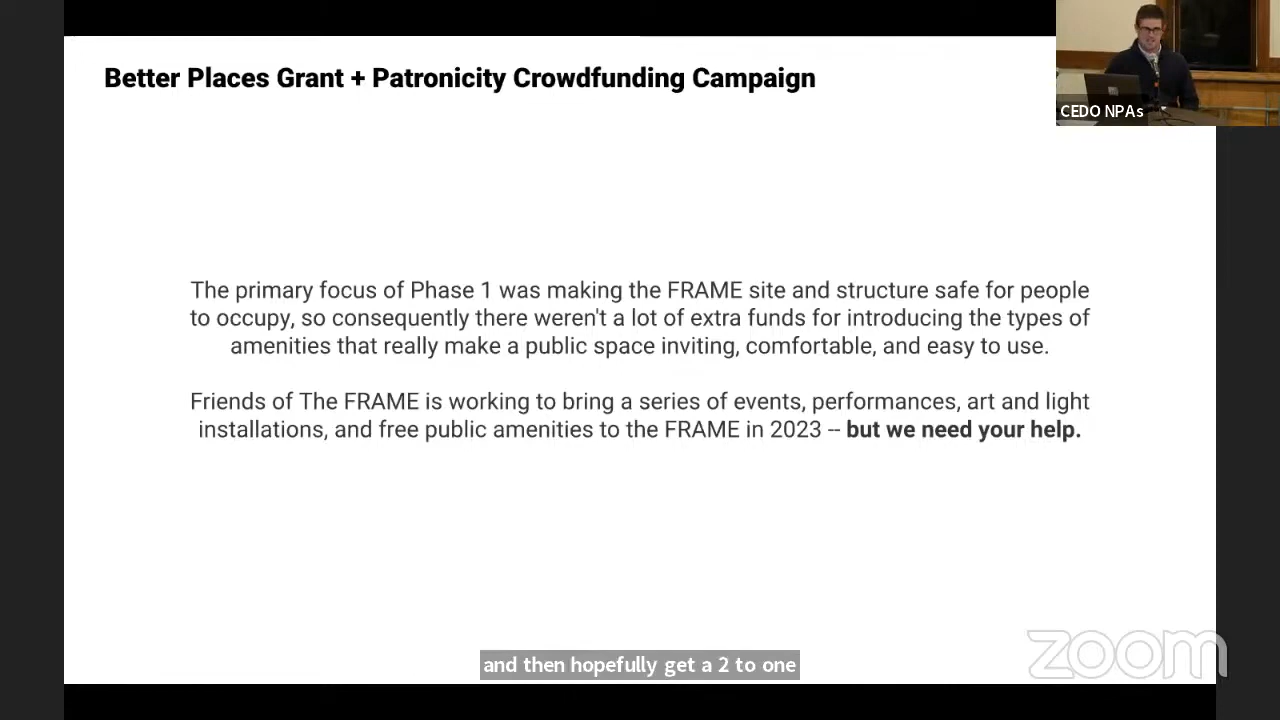 Better Places Grant + Patronicity Crowdfunding Campaign
CEDO NPAs
The primary focus of Phase 1 was making the FRAME site and structure safe for people
to occupy, so consequently there weren't a lot of extra funds for introducing the types of
amenities that really make a public space inviting, comfortable, and easy to use.
Friends of The FRAME is working to bring a series of events, performances, art and light
installations, and free public amenities to the FRAME in 2023 -- but we need your help.
and then hopefully get a 2 to one
zoom